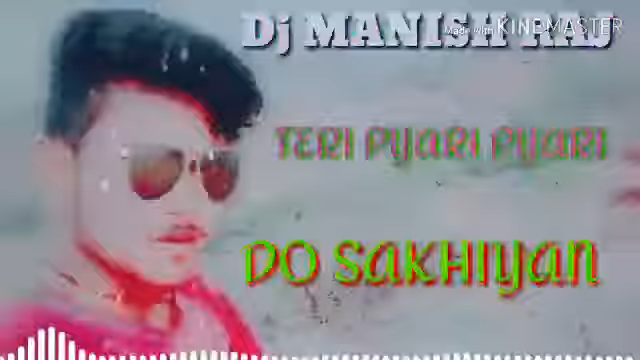 Dj MANISH RAJ
Made with KINEMASTER
TERI PYARI PYARI
DO SAKHIYAN